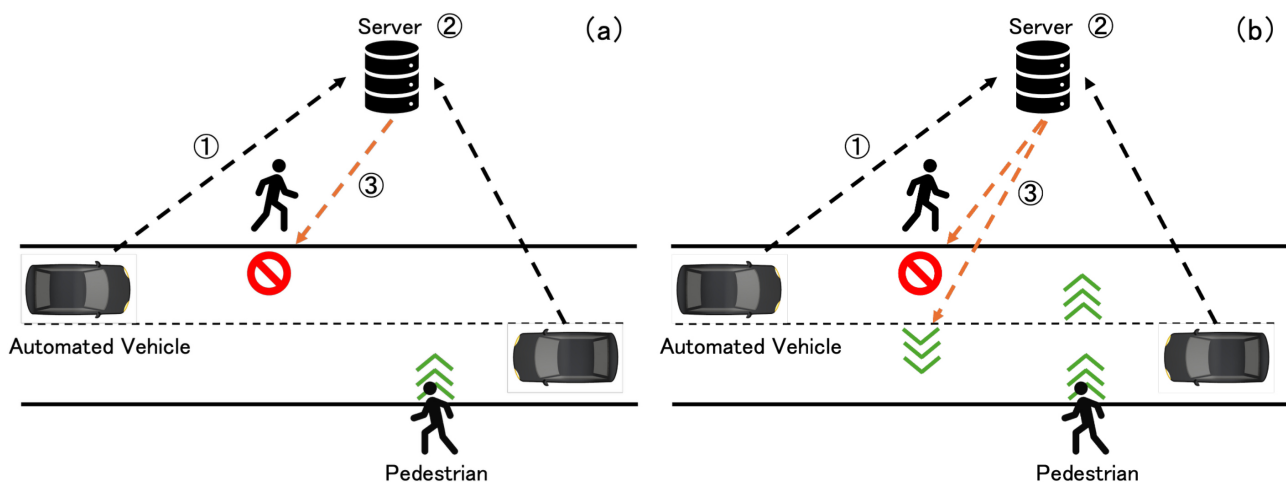 Server ②
(a)
①
③
Automated Vehicle
Pedestrian
Server ②
(b)
①
③
Automated Vehicle
Pedestrian